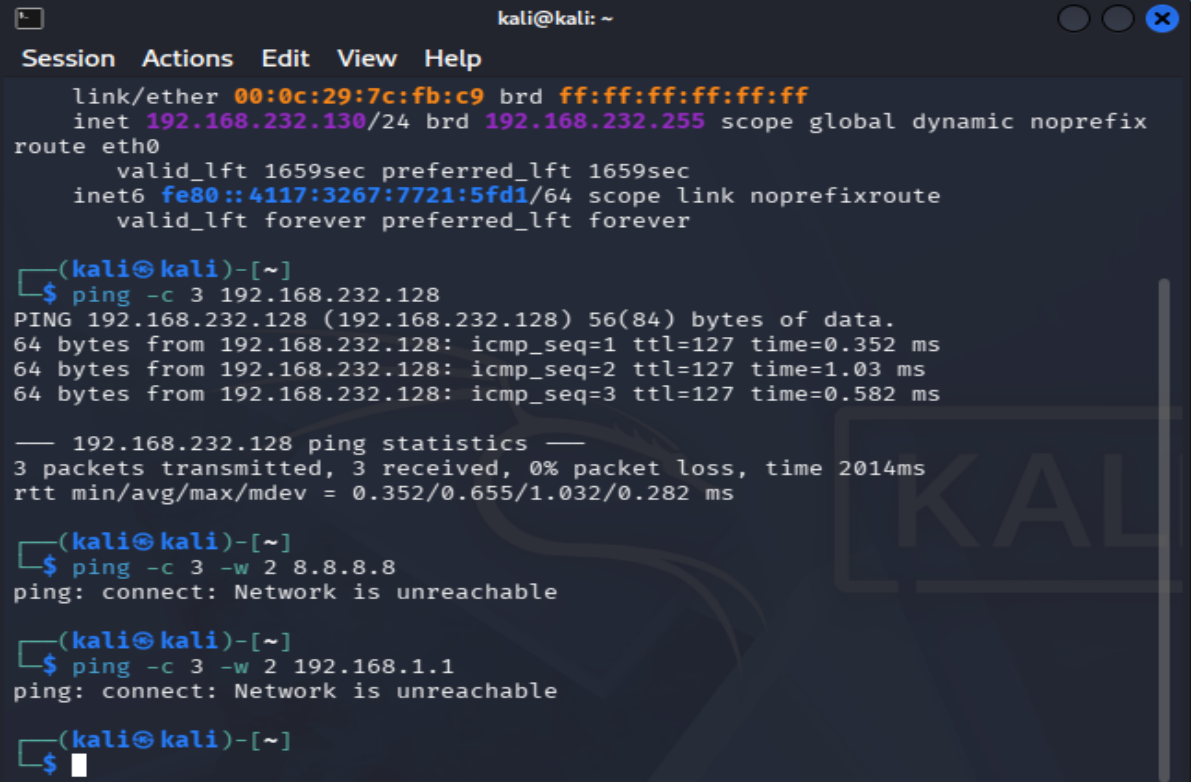 kali@kali: ~
Session Actions Edit View Help
link/ether 00:0c:29:7c:fb:c9 brd ff:ff:ff:ff:ff:ff
inet 192.168.232.130/24 brd 192.168.232.255 scope global dynamic noprefix
route eth0
valid_lft 1659sec preferred_lft 1659sec
inet6 fe80::4117:3267:7721:5fd1/64 scope link noprefixroute
valid_lft forever preferred_lft forever
┌──(kali㉿kali)-[~]
└─$ ping -c 3 192.168.232.128
PING 192.168.232.128 (192.168.232.128) 56(84) bytes of data.
64 bytes from 192.168.232.128: icmp_seq=1 ttl=127 time=0.352 ms
64 bytes from 192.168.232.128: icmp_seq=2 ttl=127 time=1.03 ms
64 bytes from 192.168.232.128: icmp_seq=3 ttl=127 time=0.582 ms
--- 192.168.232.128 ping statistics ---
3 packets transmitted, 3 received, 0% packet loss, time 2014ms
rtt min/avg/max/mdev = 0.352/0.655/1.032/0.282 ms
┌──(kali㉿kali)-[~]
└─$ ping -c 3 -w 2 8.8.8.8
ping: connect: Network is unreachable
┌──(kali㉿kali)-[~]
└─$ ping -c 3 -w 2 192.168.1.1
ping: connect: Network is unreachable
┌──(kali㉿kali)-[~]
└─$
KAL